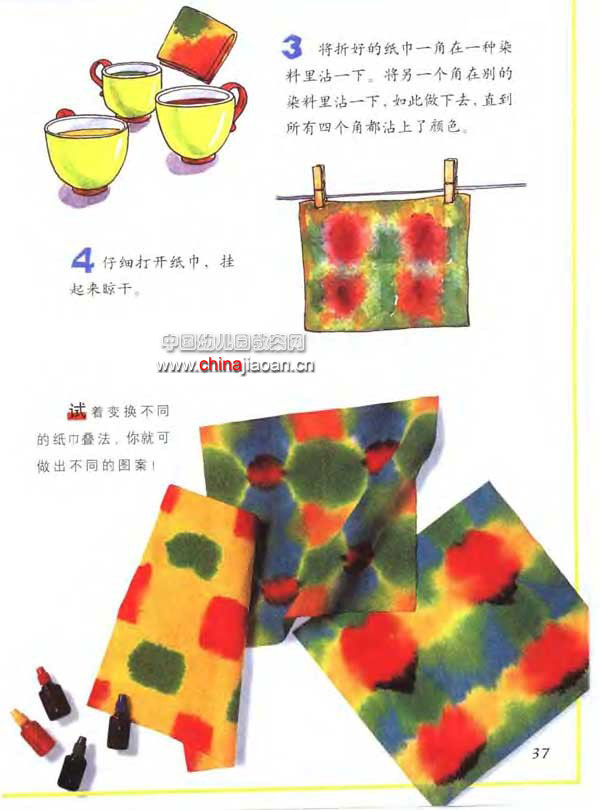 3 将折好的纸巾一角在一种染
料里沾一下。将另一个角在别的
染料里沾一下，如此做下去，直到
所有四个角都沾上了颜色。
4 仔细打开纸巾，挂
起来晾干。
中国幼儿园教案网
www.chinajiaoan.cn
试着变换不同
的纸巾叠法，你就可
做出不同的图案！
37